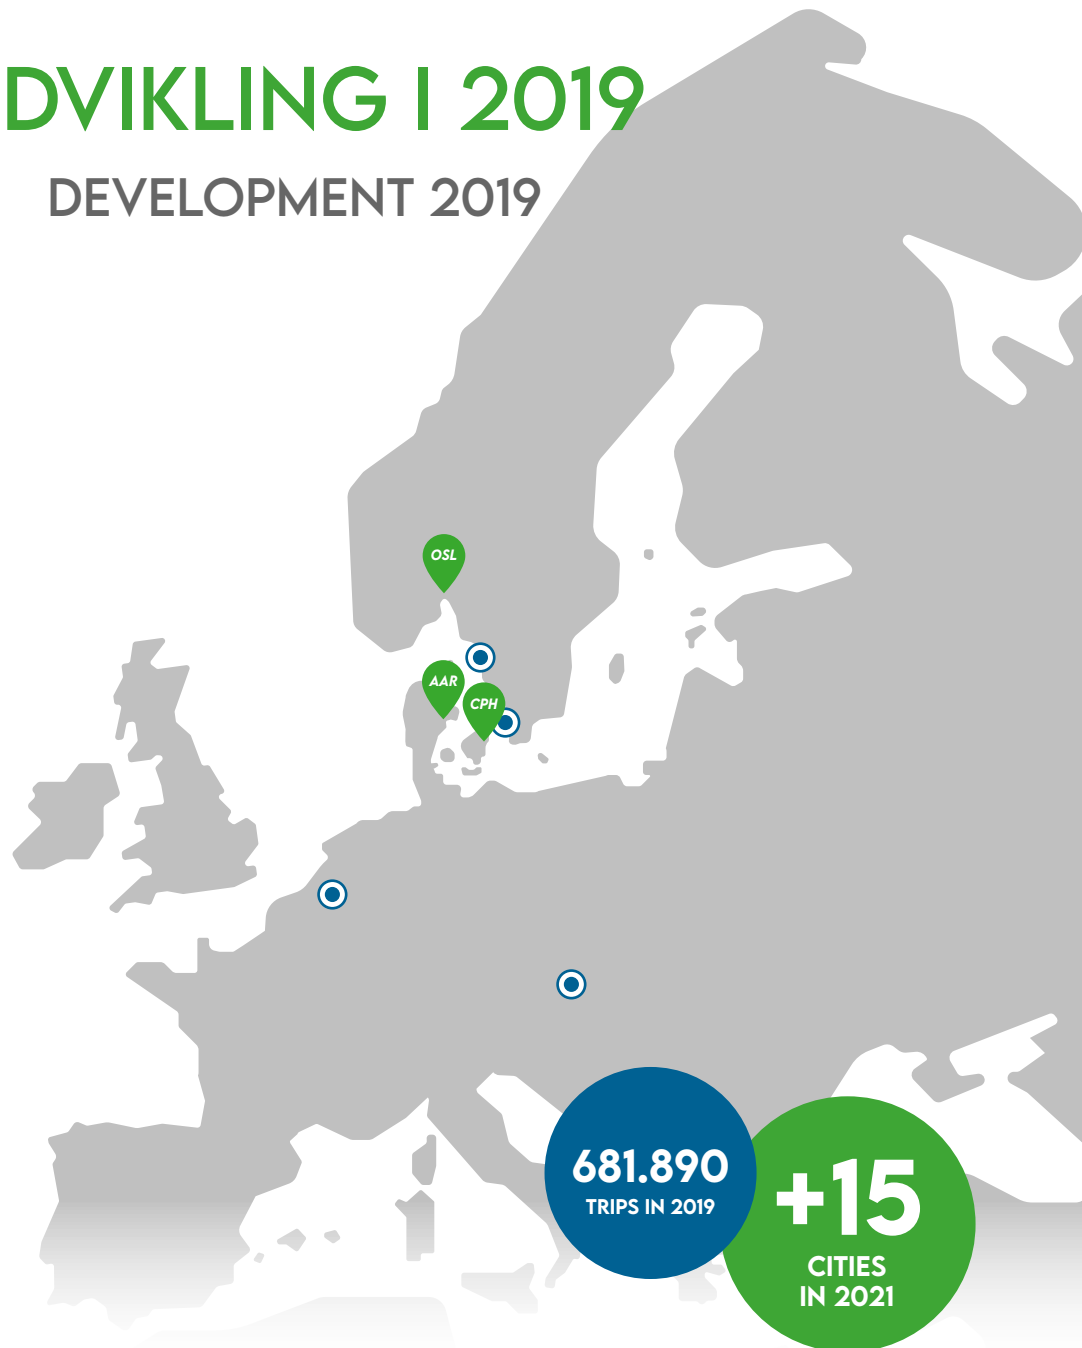 DVIKLING I 2019
DEVELOPMENT 2019
OSL
AAR
CPH
681.890
TRIPS IN 2019
+15
CITIES
IN 2021